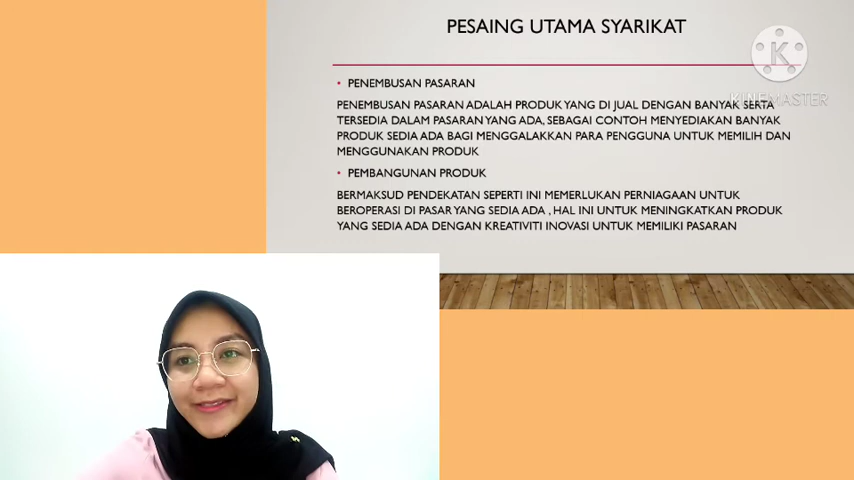 PESAING UTAMA SYARIKAT
K
KINEMASTER
• PENEMBUSAN PASARAN
PENEMBUSAN PASARAN ADALAH PRODUK YANG DI JUAL DENGAN BANYAK SERTA
TERSEDIA DALAM PASARAN YANG ADA, SEBAGAI CONTOH MENYEDIAKAN BANYAK
PRODUK SEDIA ADA BAGI MENGGALAKKAN PARA PENGGUNA UNTUK MEMILIH DAN
MENGGUNAKAN PRODUK
• PEMBANGUNAN PRODUK
BERMAKSUD PENDEKATAN SEPERTI INI MEMERLUKAN PERNIAGAAN UNTUK
BEROPERASI DI PASAR YANG SEDIA ADA , HAL INI UNTUK MENINGKATKAN PRODUK
YANG SEDIA ADA DENGAN KREATIVITI INOVASI UNTUK MEMILIKI PASARAN